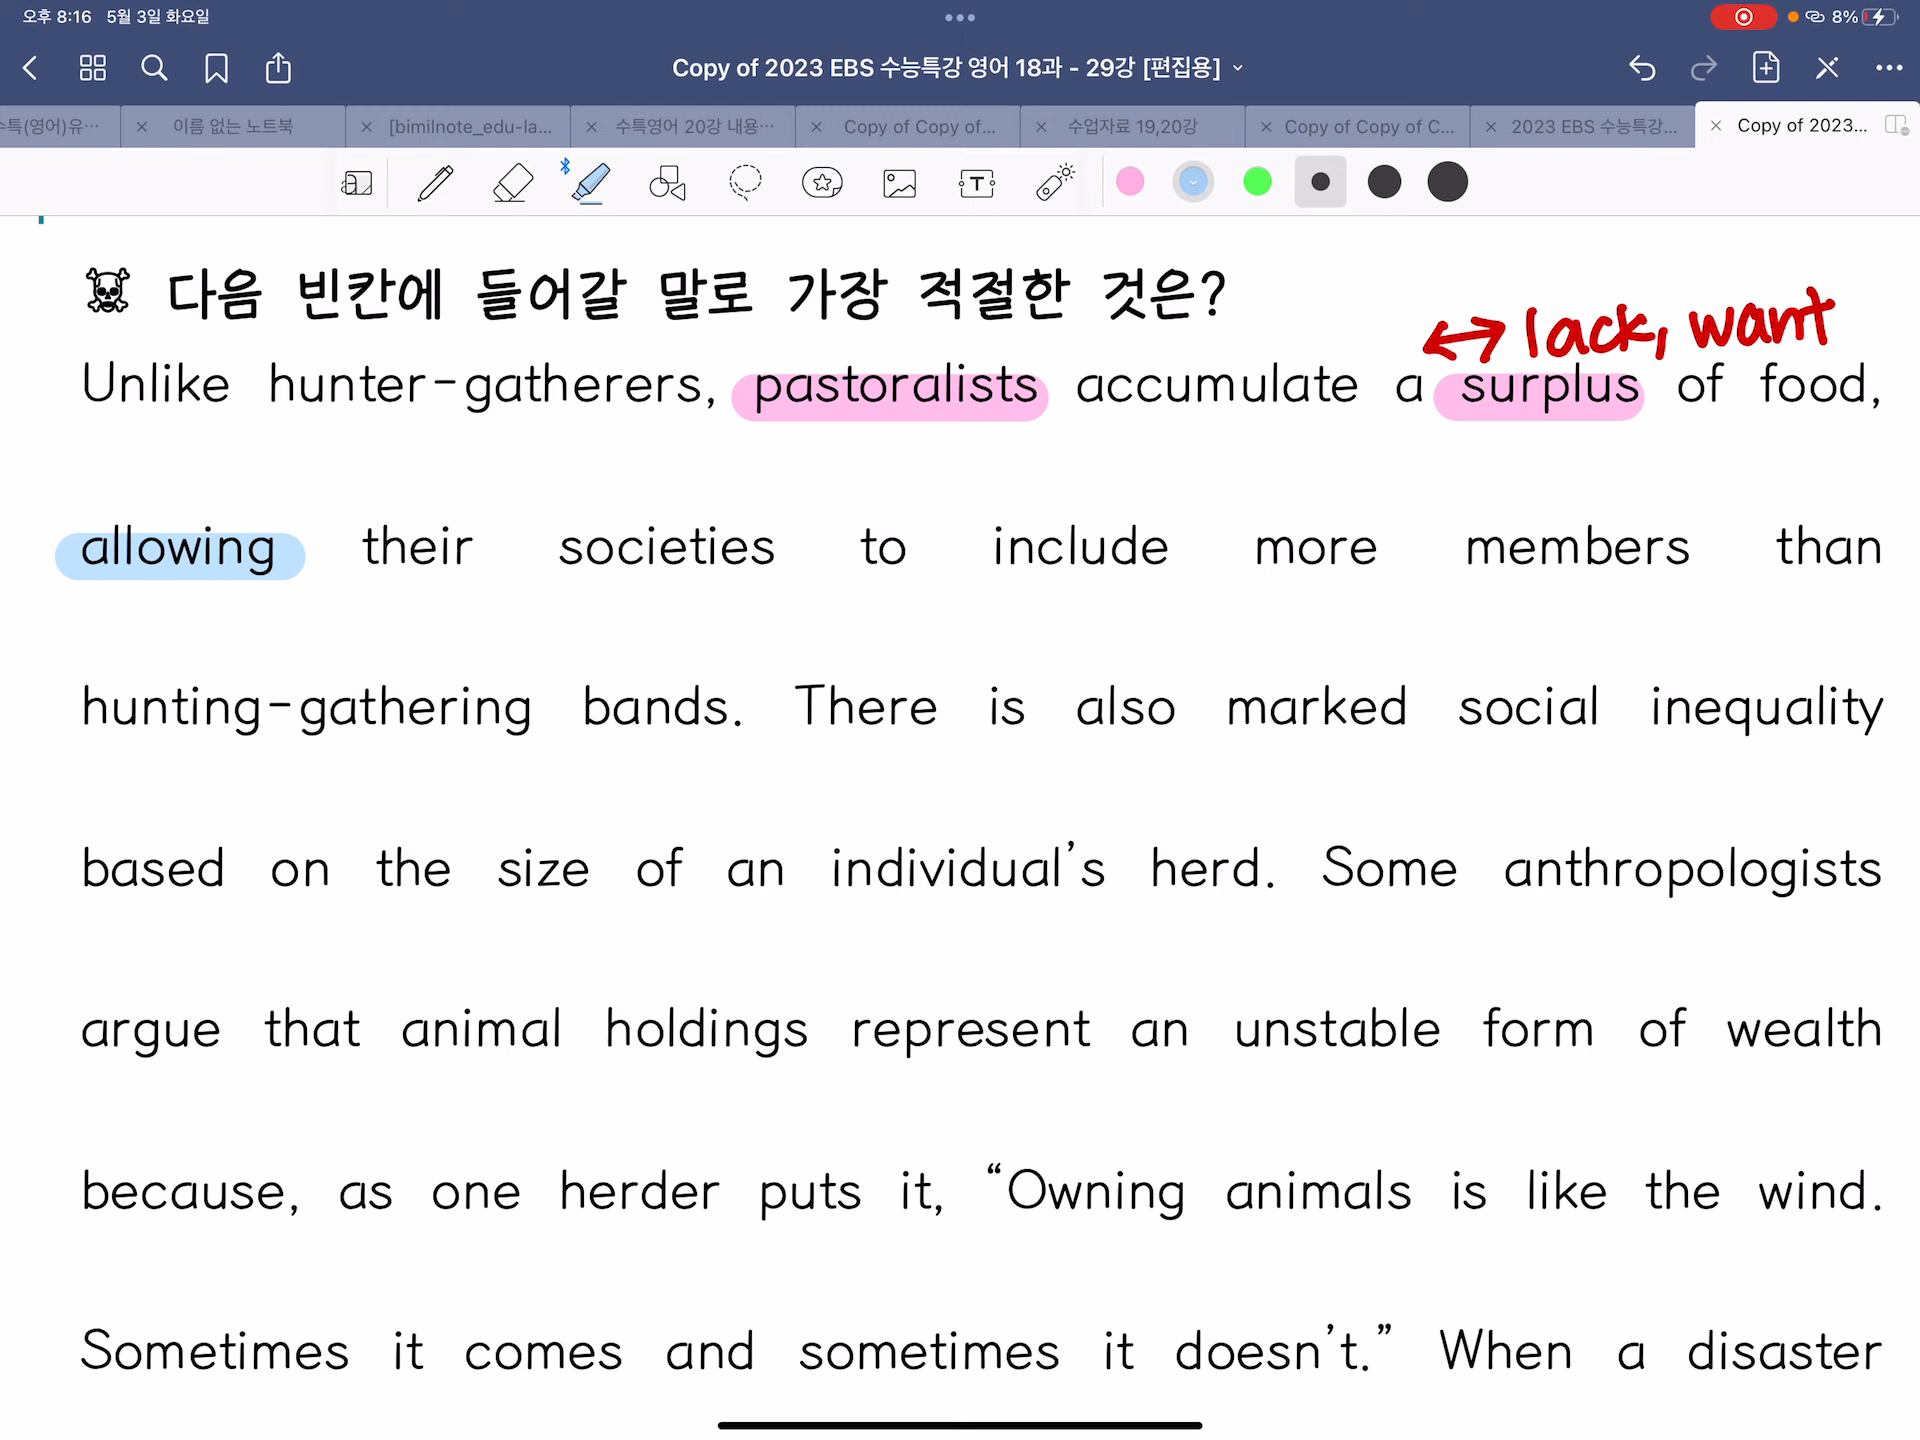 오후 8:16 5월 3일 화요일
8%
Copy of 2023 EBS 수능특강 영어 18과 - 29강 [편집용]
수특(영어)유…
이름 없는 노트북
[bimilnote_edu-la...
수특영어 20강 내용…
Copy of Copy of...
수업자료 19,20강
Copy of Copy of C...
2023 EBS 수능특강...
Copy of 2023...
다음 빈칸에 들어갈 말로 가장 적절한 것은?
↔ lack, want
Unlike hunter-gatherers, pastoralists accumulate a surplus of food,
allowing their societies to include more members than
hunting-gathering bands. There is also marked social inequality
based on the size of an individual's herd. Some anthropologists
argue that animal holdings represent an unstable form of wealth
because, as one herder puts it, “Owning animals is like the wind.
Sometimes it comes and sometimes it doesn't.” When a disaster